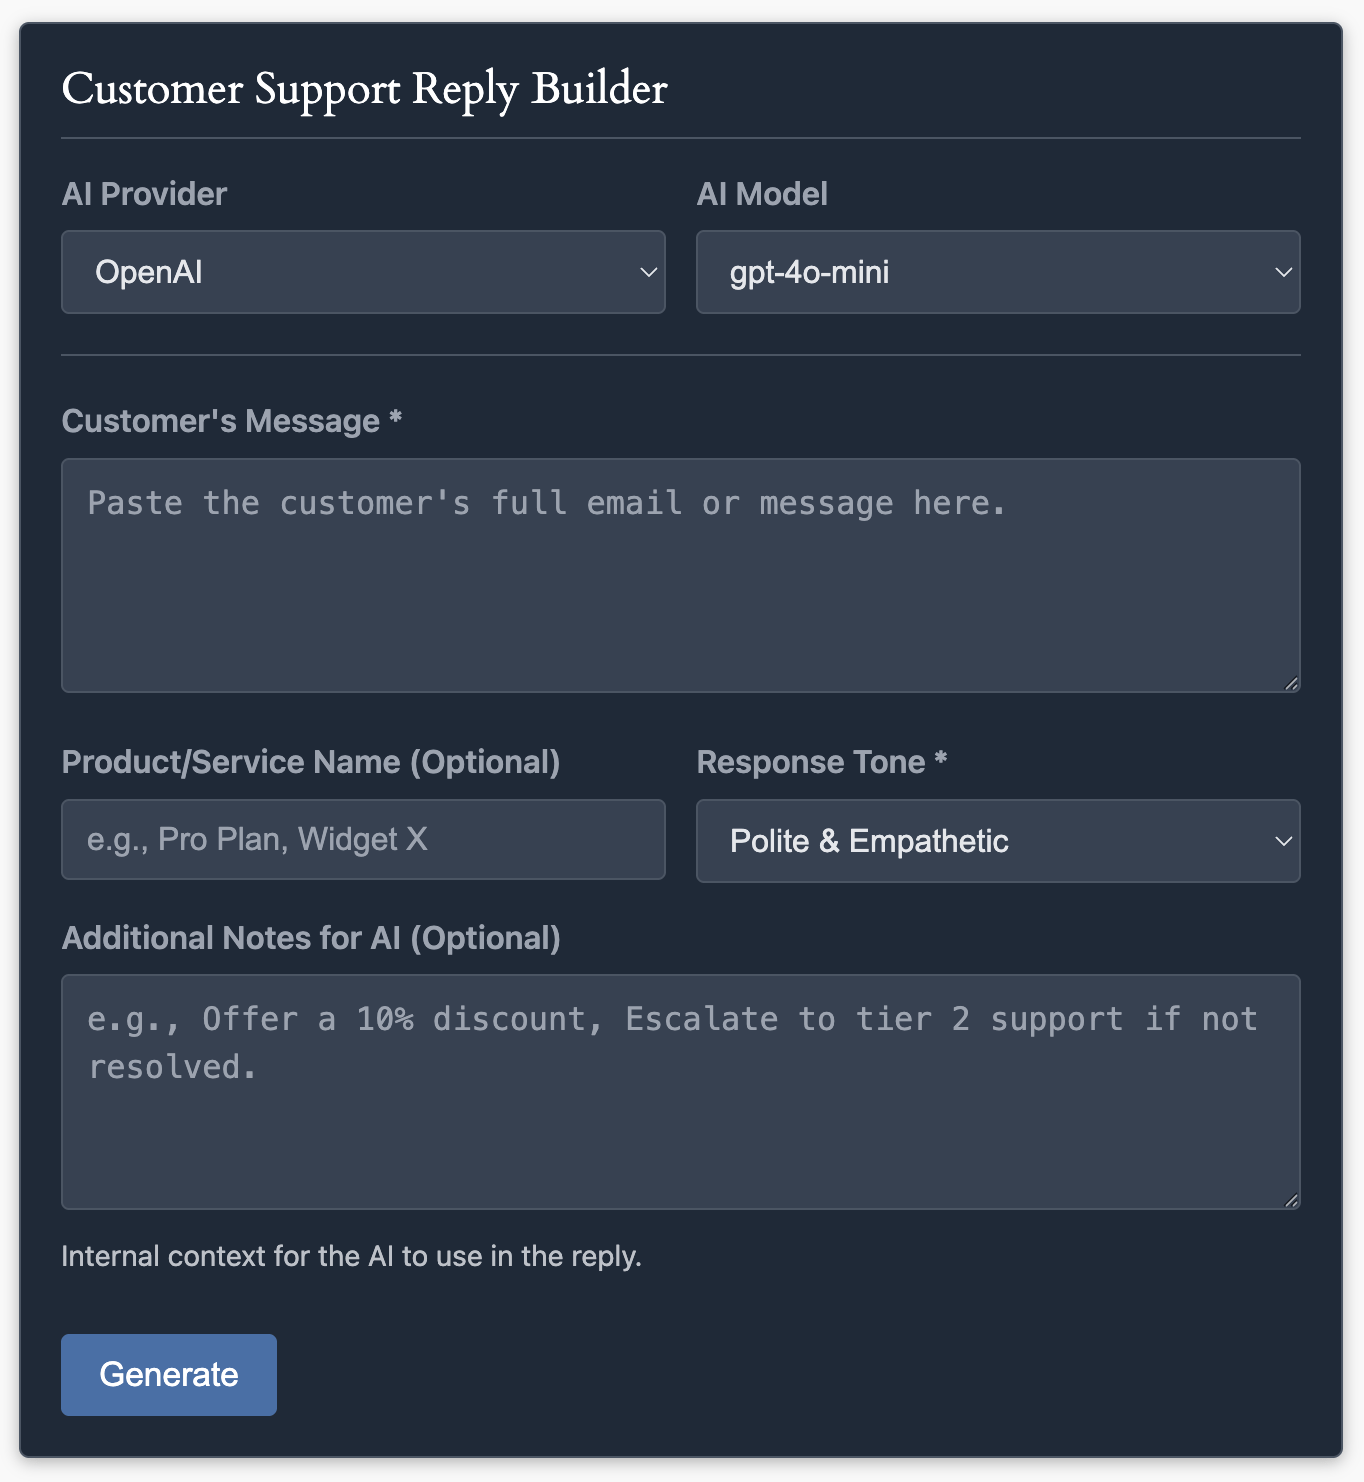 Customer Support Reply Builder
AI Provider
AI Model
OpenAI
gpt-4o-mini
Customer's Message *
Paste the customer's full email or message here.
Product/Service Name (Optional)
Response Tone *
e.g., Pro Plan, Widget X
Polite & Empathetic
Additional Notes for AI (Optional)
e.g., Offer a 10% discount, Escalate to tier 2 support if not
resolved.
Internal context for the AI to use in the reply.
Generate